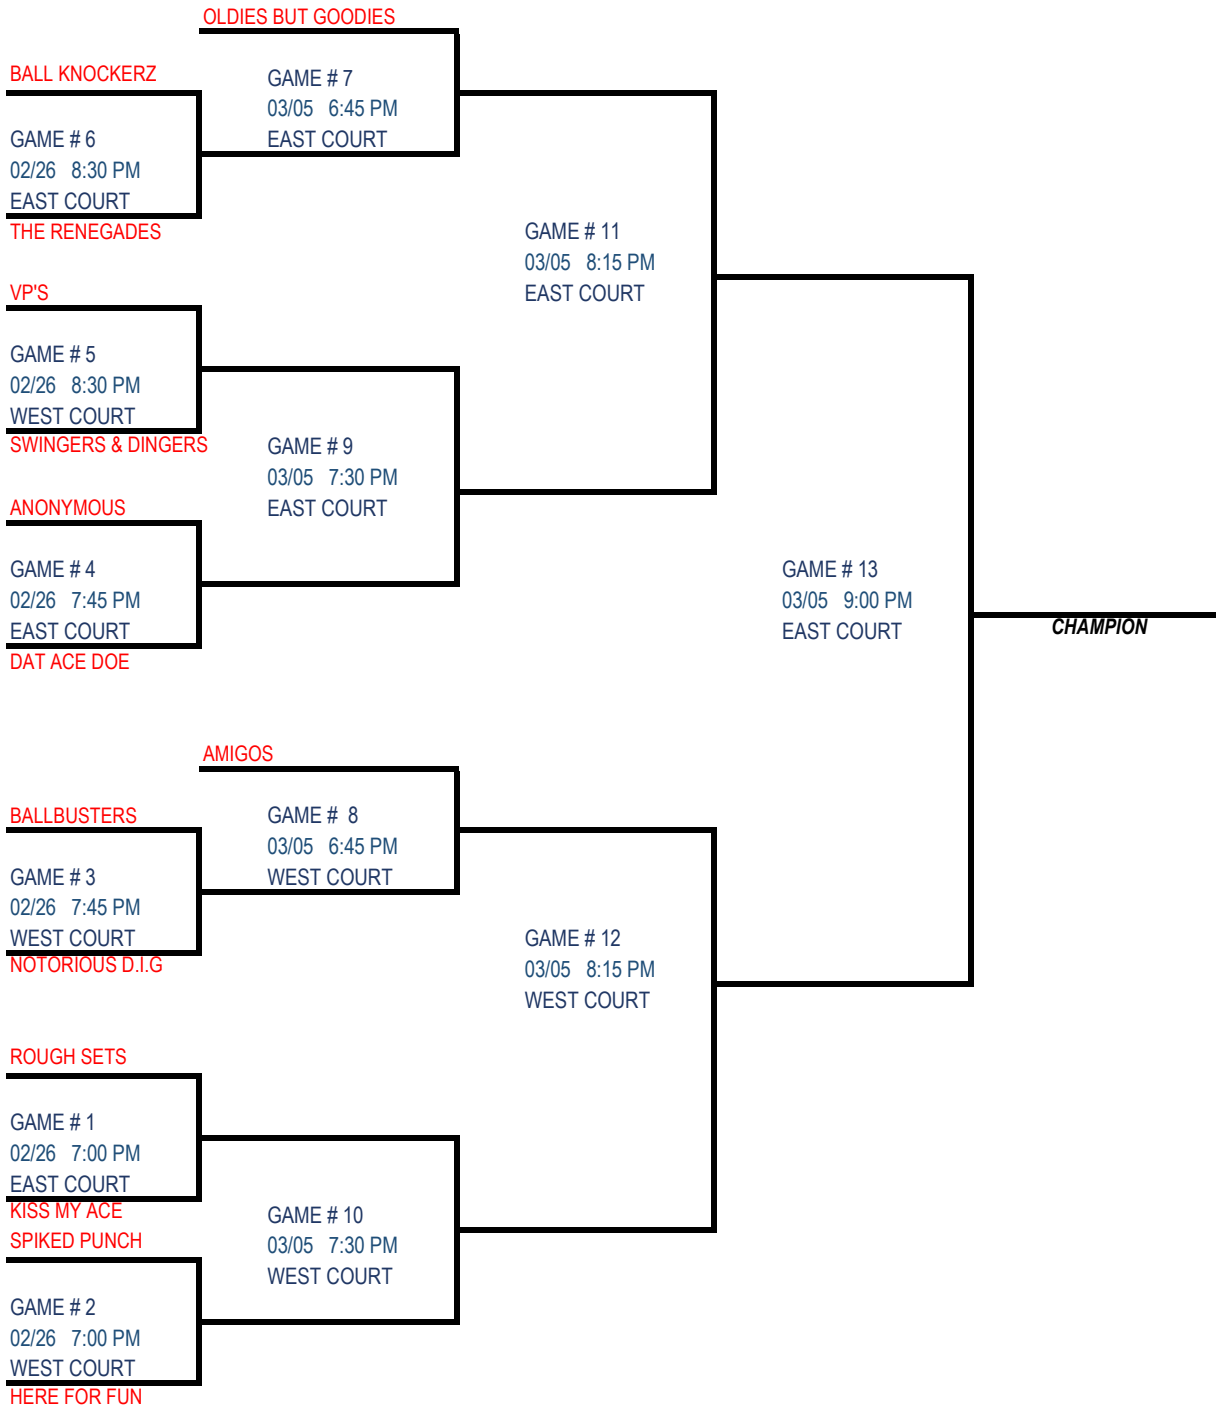 OLDIES BUT GOODIES
BALL KNOCKERZ
GAME # 7
03/05 6:45 PM
EAST COURT
GAME # 6
02/26 8:30 PM
EAST COURT
THE RENEGADES
GAME # 11
03/05 8:15 PM
EAST COURT
VP'S
GAME # 5
02/26 8:30 PM
WEST COURT
SWINGERS & DINGERS
GAME # 9
03/05 7:30 PM
EAST COURT
ANONYMOUS
GAME # 4
02/26 7:45 PM
EAST COURT
DAT ACE DOE
GAME # 13
03/05 9:00 PM
EAST COURT
CHAMPION
AMIGOS
BALLBUSTERS
GAME # 8
03/05 6:45 PM
WEST COURT
GAME # 3
02/26 7:45 PM
WEST COURT
NOTORIOUS D.I.G
GAME # 12
03/05 8:15 PM
WEST COURT
ROUGH SETS
GAME # 1
02/26 7:00 PM
EAST COURT
KISS MY ACE
GAME # 10
03/05 7:30 PM
WEST COURT
SPIKED PUNCH
GAME # 2
02/26 7:00 PM
WEST COURT
HERE FOR FUN